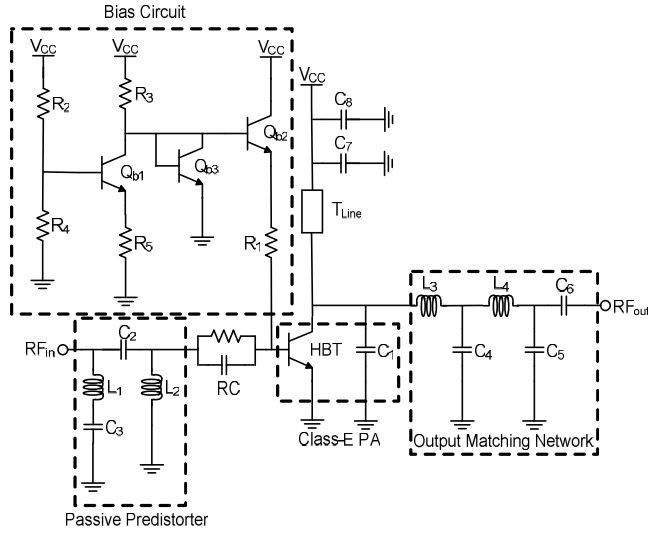 Bias Circuit
VCC
VCC
VCC
VCC
R2
R3
C8
Qb2
C7
Qb1
Qb3
TLine
R4
R5
R1
L3
L4
C6
RFout
C2
RFin
HBT
C1
C4
C5
L1
L2
RC
C3
Class-E PA
Output Matching Network
Passive Predistorter